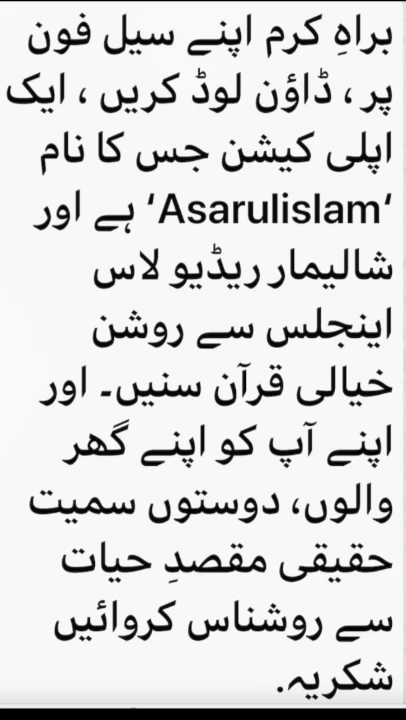 براہِ کرم اپنے سیل فون
پر ، ڈاؤن لوڈ کریں ، ایک
اپلی کیشن جس کا نام
‘Asarulislam’ ہے اور
شالیمار ریڈیو لاس
اینجلس سے روشن
خیالی قرآن سنیں۔ اور
اپنے آپ کو اپنے گھر
والوں، دوستوں سمیت
حقیقی مقصدِ حیات
سے روشناس کروائیں
شکریہ.